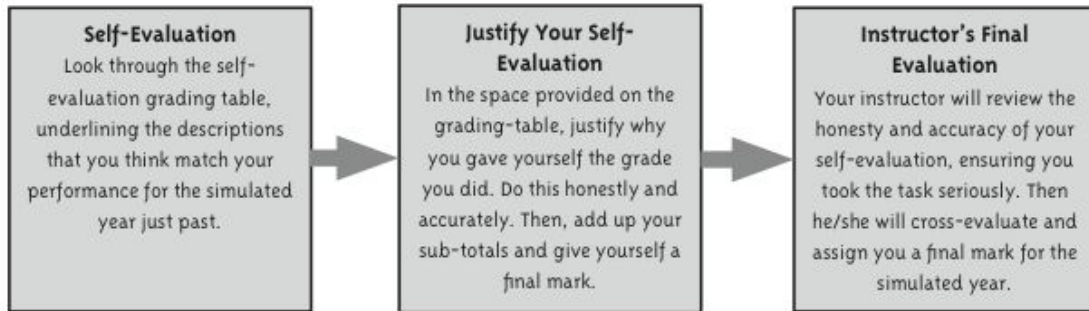 Self-Evaluation
Look through the self-
evaluation grading table,
underlining the descriptions
that you think match your
performance for the simulated
year just past.
Justify Your Self-
Evaluation
In the space provided on the
grading-table, justify why
you gave yourself the grade
you did. Do this honestly and
accurately. Then, add up your
sub-totals and give yourself a
final mark.
Instructor's Final
Evaluation
Your instructor will review the
honesty and accuracy of your
self-evaluation, ensuring you
took the task seriously. Then
he/she will cross-evaluate and
assign you a final mark for the
simulated year.